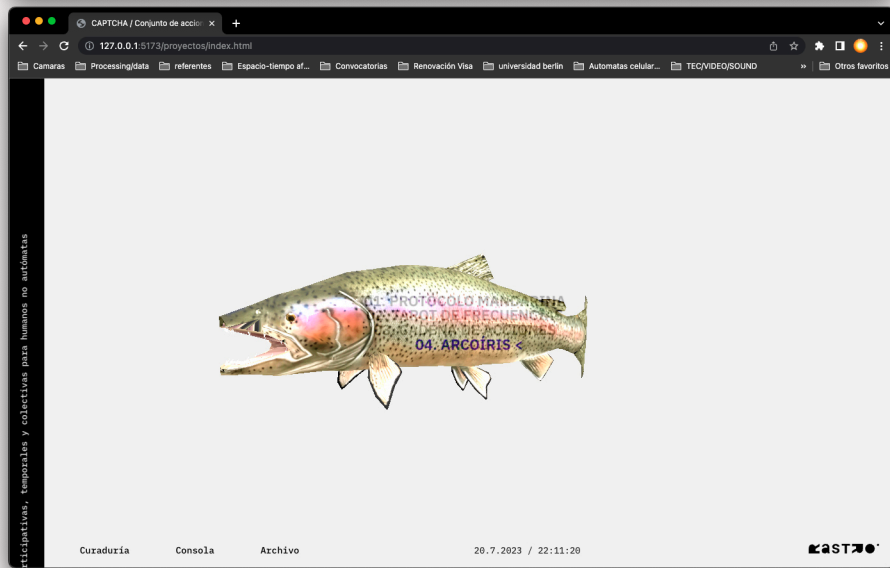 CAPTCHA / Conjunto de accion
127.0.0.1:5173/proyectos/index.html
Camaras
Processing/data
referentes
Espacio-tiempo af...
Convocatorias
Renovación Visa
universidad berlin
Automatas celular...
TEC/VIDEO/SOUND
»
Otros favoritos
rticipativas, temporales y colectivas para humanos no autómatas
01. PROTOCOLO MANDARINA
TAROT DE FRECUENCIAS
04. ARCOÍRIS <
Curaduría
Consola
Archivo
20.7.2023 / 22:11:20
RASTRO